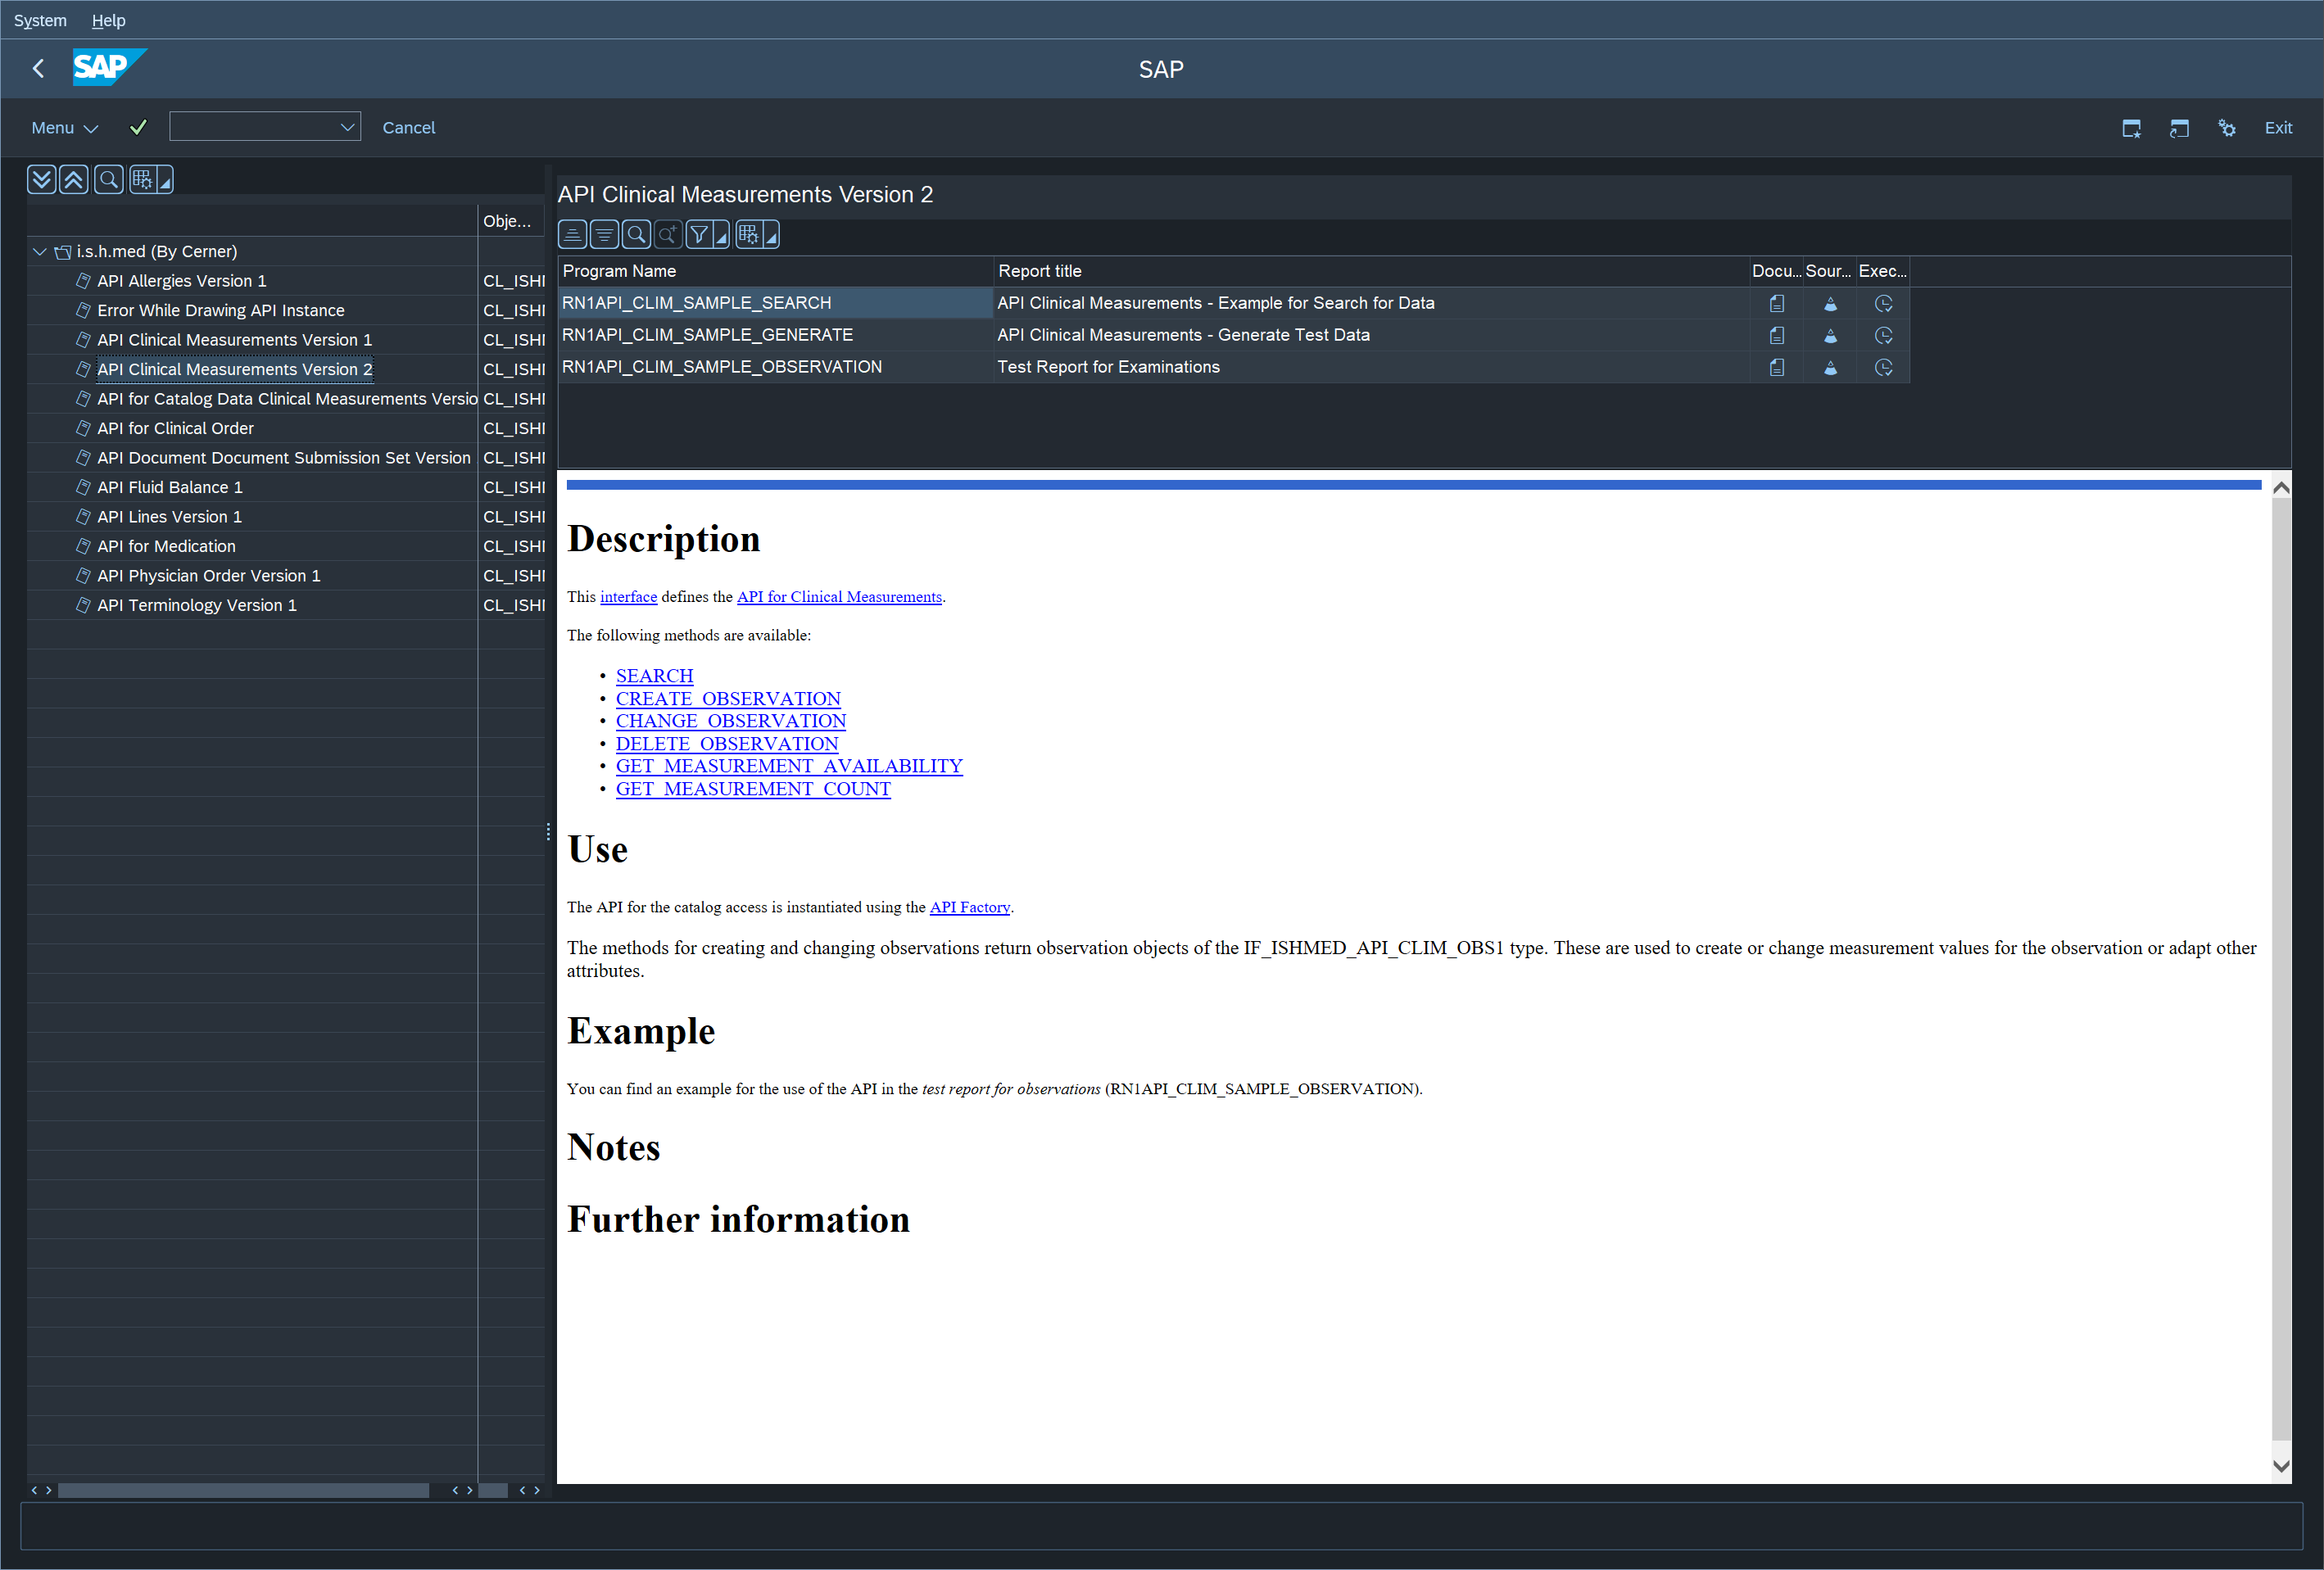 System Help
SAP
SAP
Menu Cancel Exit
Obje...
i.s.h.med (By Cerner)
API Allergies Version 1 CL_ISHI
Error While Drawing API Instance CL_ISHI
API Clinical Measurements Version 1 CL_ISHI
API Clinical Measurements Version 2 CL_ISHI
API for Catalog Data Clinical Measurements Versio CL_ISHI
API for Clinical Order CL_ISHI
API Document Document Submission Set Version CL_ISHI
API Fluid Balance 1 CL_ISHI
API Lines Version 1 CL_ISHI
API for Medication CL_ISHI
API Physician Order Version 1 CL_ISHI
API Terminology Version 1 CL_ISHI
API Clinical Measurements Version 2
Program Name Report title Docu... Sour... Exec...
RN1API_CLIM_SAMPLE_SEARCH API Clinical Measurements - Example for Search for Data
RN1API_CLIM_SAMPLE_GENERATE API Clinical Measurements - Generate Test Data
RN1API_CLIM_SAMPLE_OBSERVATION Test Report for Examinations
Description
This interface defines the API for Clinical Measurements.
The following methods are available:
• SEARCH
• CREATE_OBSERVATION
• CHANGE_OBSERVATION
• DELETE_OBSERVATION
• GET_MEASUREMENT_AVAILABILITY
• GET_MEASUREMENT_COUNT
Use
The API for the catalog access is instantiated using the API Factory.
The methods for creating and changing observations return observation objects of the IF_ISHMED_API_CLIM_OBS1 type. These are used to create or change measurement values for the observation or adapt other
attributes.
Example
You can find an example for the use of the API in the test report for observations (RN1API_CLIM_SAMPLE_OBSERVATION).
Notes
Further information